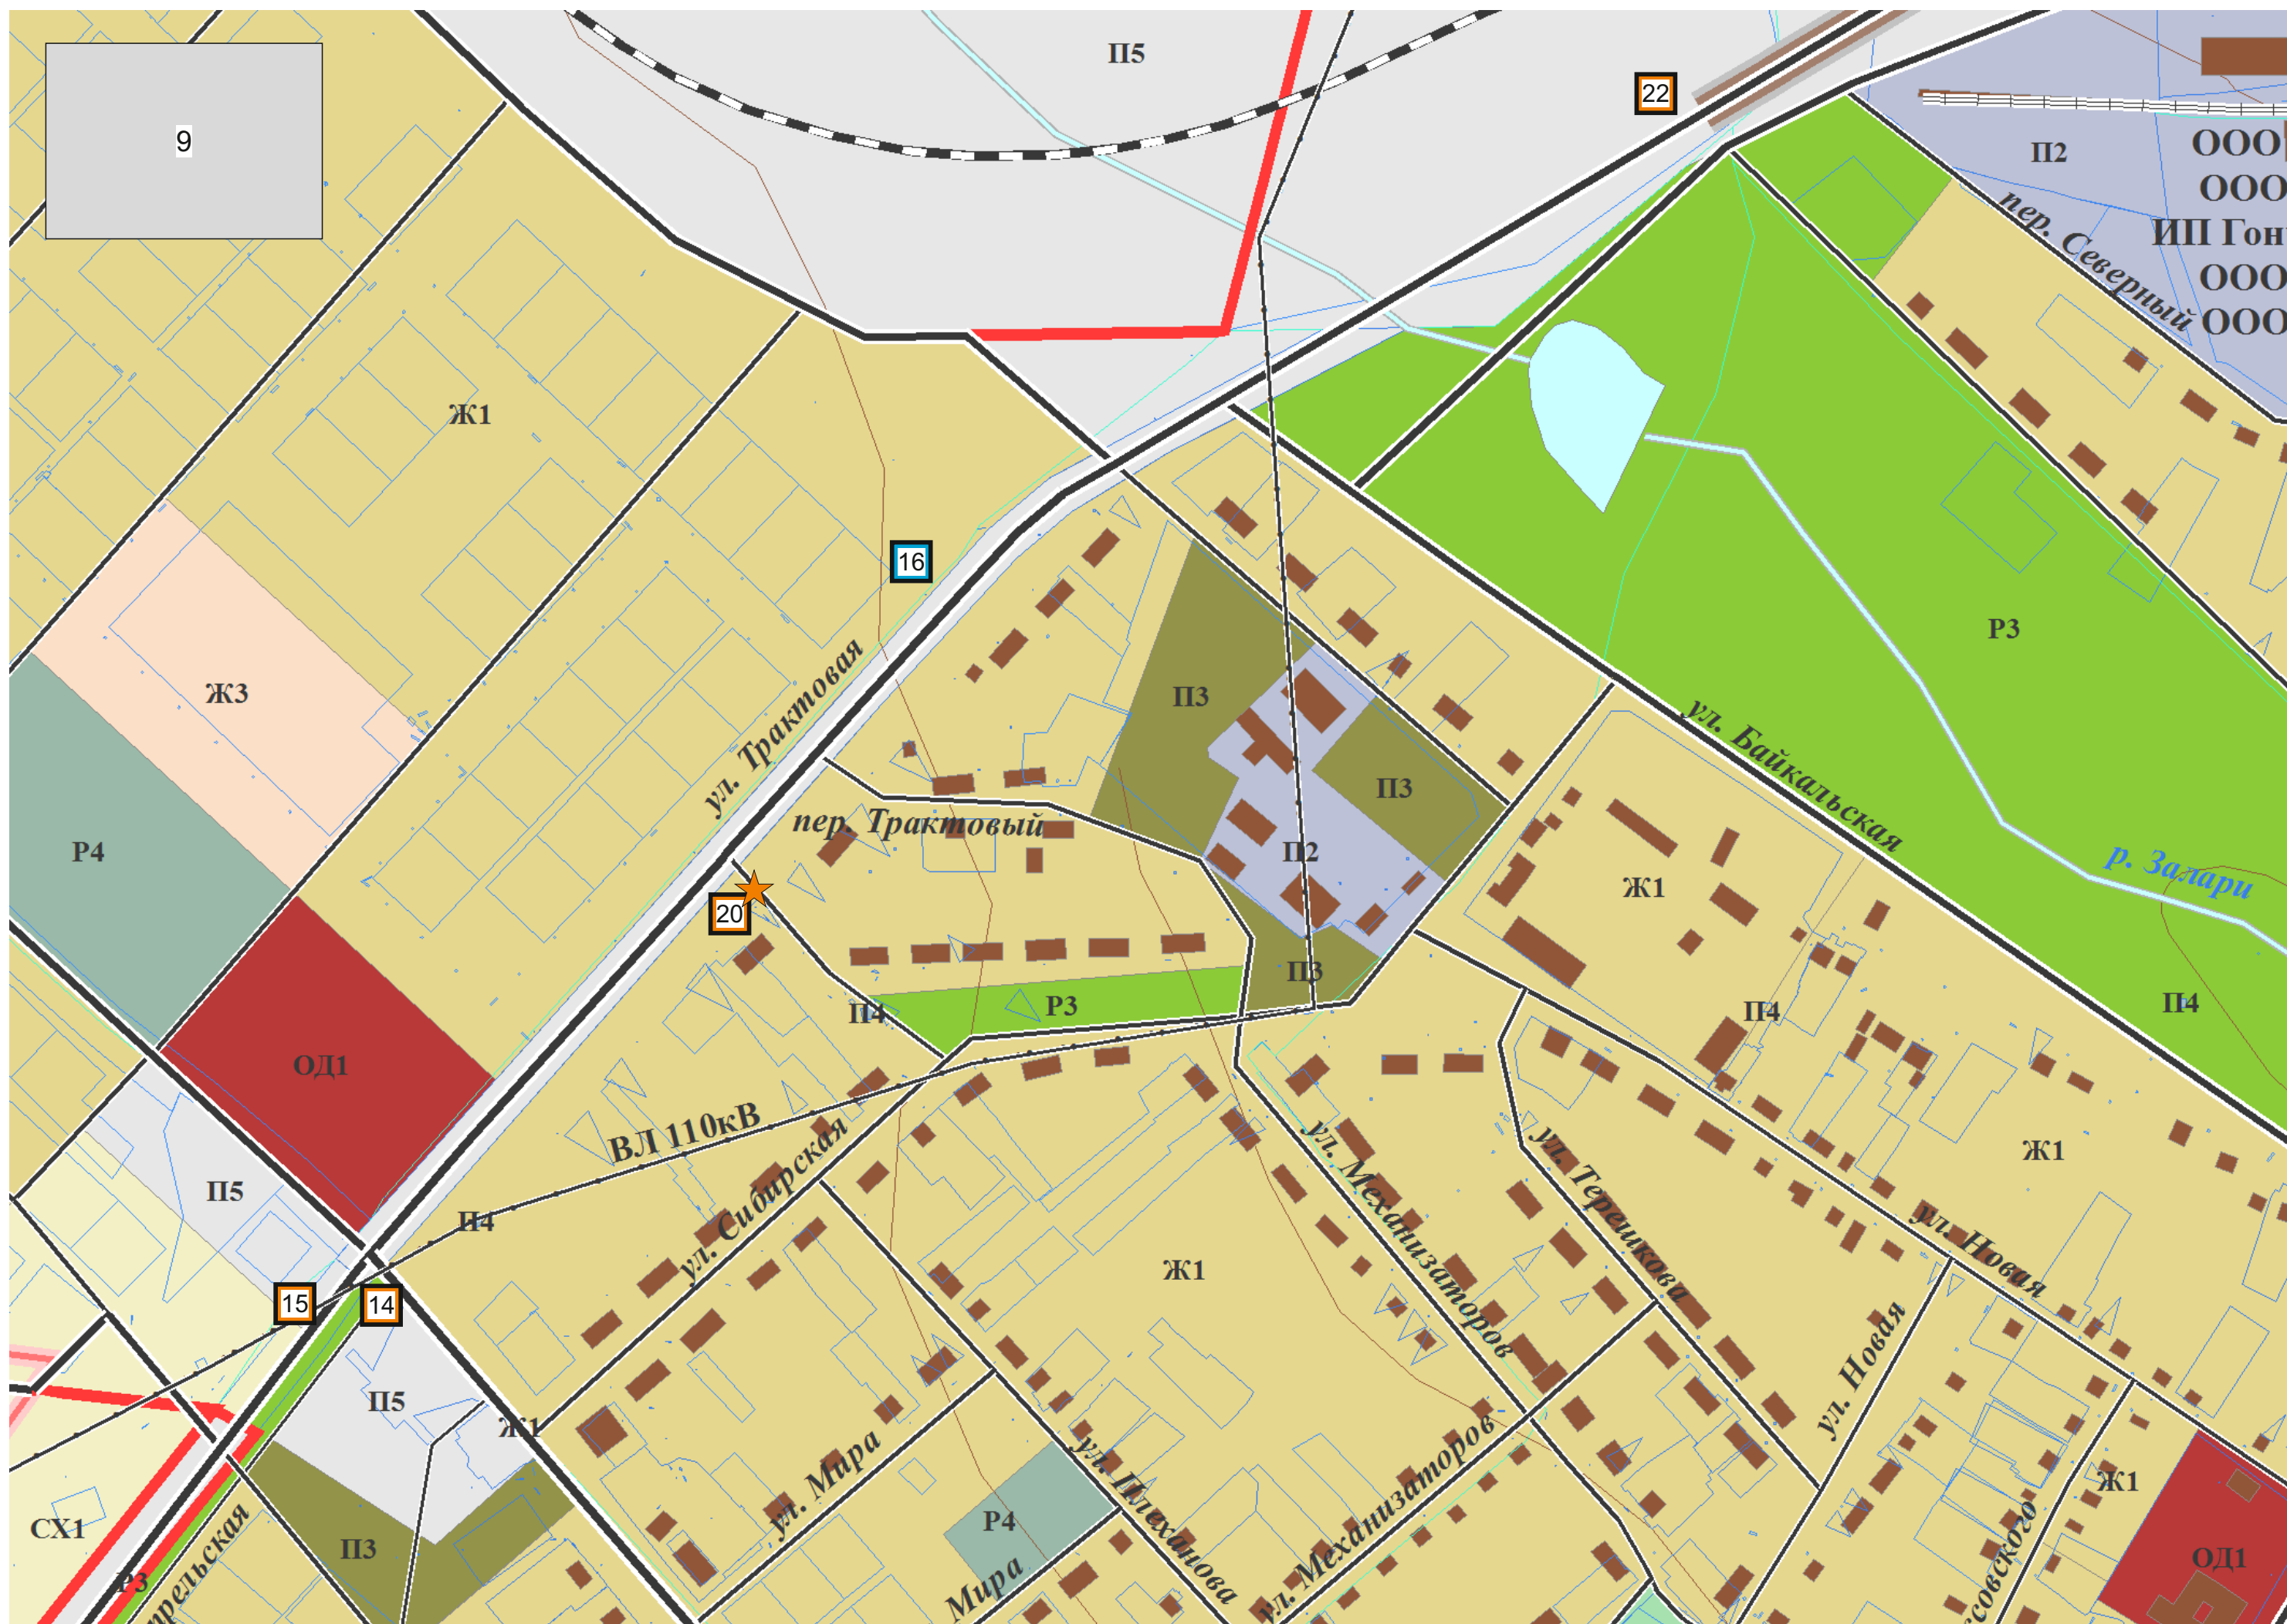 П5
22
9
П2
ООО
ООО
пер. Северный
ИП Гон
ООО
ООО
Ж1
16
Р3
Ж3
П3
ул. Трактовая
ул. Байкальская
П3
пер. Трактовый
Р4
П2
р. Залари
Ж1
20
П3
П4
Р3
П4
П4
ОД1
ВЛ 110кВ
ул. Сибирская
ул. Механизаторов
ул. Терешкова
Ж1
П5
П4
ул. Новая
Ж1
15
14
ул. Новая
П5
Ж1
ул. Мира
ул. Плеханова
ул. Механизаторов
Ж1
СХ1
Р4
П3
ОД1
Р3
Мира